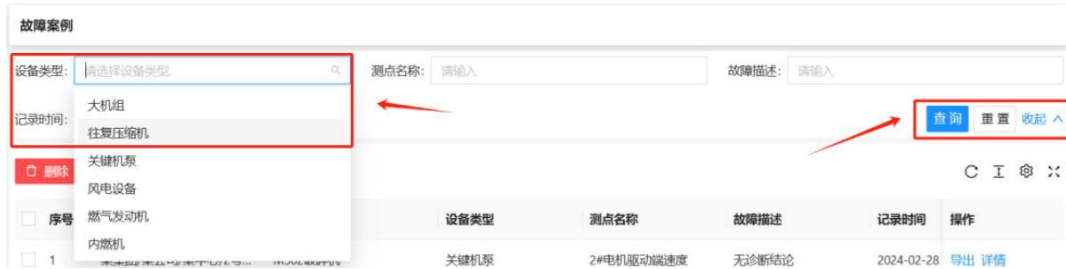 故障案例
设备类型: 请选择设备类型 测点名称: 请输入 故障描述: 请输入
大机组
记录时间: 查询 重置 收起
往复压缩机
关键机泵
删除
风电设备
序号 燃气发动机 设备类型 测点名称 故障描述 记录时间 操作
内燃机
1 关键机泵 2#电机驱动端速度 无诊断结论 2024-02-28 导出 详情